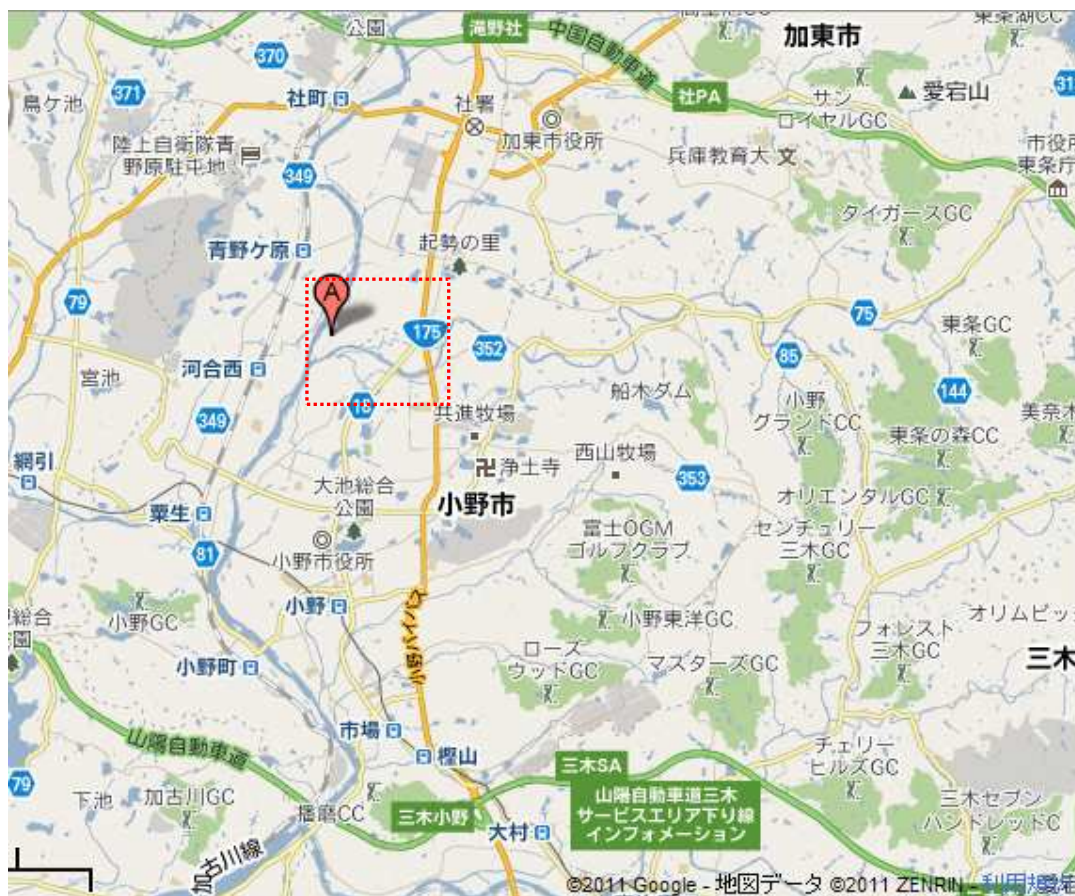 公園
滝野社
中国自動車道
加東市
東条湖GC
370
371
鳥ケ池
社町
社署
社PA
サン
ロイヤルGC
愛宕山
陸上自衛隊青
野原駐屯地
加東市役所
兵庫教育大
市役所
東条庁
349
タイガースGC
青野ケ原
起勢の里
A
79
175
352
75
85
東条GC
河合西
宮池
船木ダム
144
349
18
共進牧場
小野
グランドCC
美奈木
東条の森CC
網引
浄土寺
西山牧場
353
オリエンタルGC
粟生
大池総合
公園
小野市
富士OGM
ゴルフクラブ
センチュリー
三木GC
81
小野市役所
小野
小野バイパス
小野東洋GC
オリムピック
総合
園
小野GC
ローズ
ウッドGC
フォレスト
三木GC
小野町
マスターズGC
三木
山陽自動車道
市場
樫山
三木SA
チェリー
ヒルズGC
79
下池
加古川GC
播磨CC
三木小野
大村
山陽自動車道三木
サービスエリア下り線
インフォメーション
三木セブン
ハンドレッドC
加古川線
©2011 Google - 地図データ ©2011 ZENRIN -